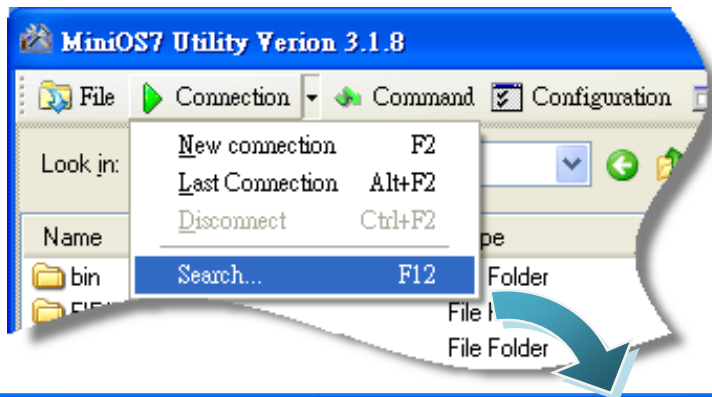 MiniOS7 Utility Verion 3.1.8
File Connection Command Configuration
New connection F2
Look in:
Last Connection Alt+F2
Disconnect Ctrl+F2
Name
Search... F12
bin Folder
File
File Folder